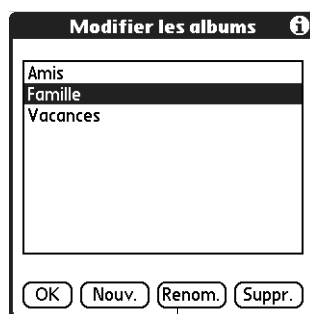 Modifier les albums i
Amis
Famille
Vacances
OK Nouv. Renom. Suppr.